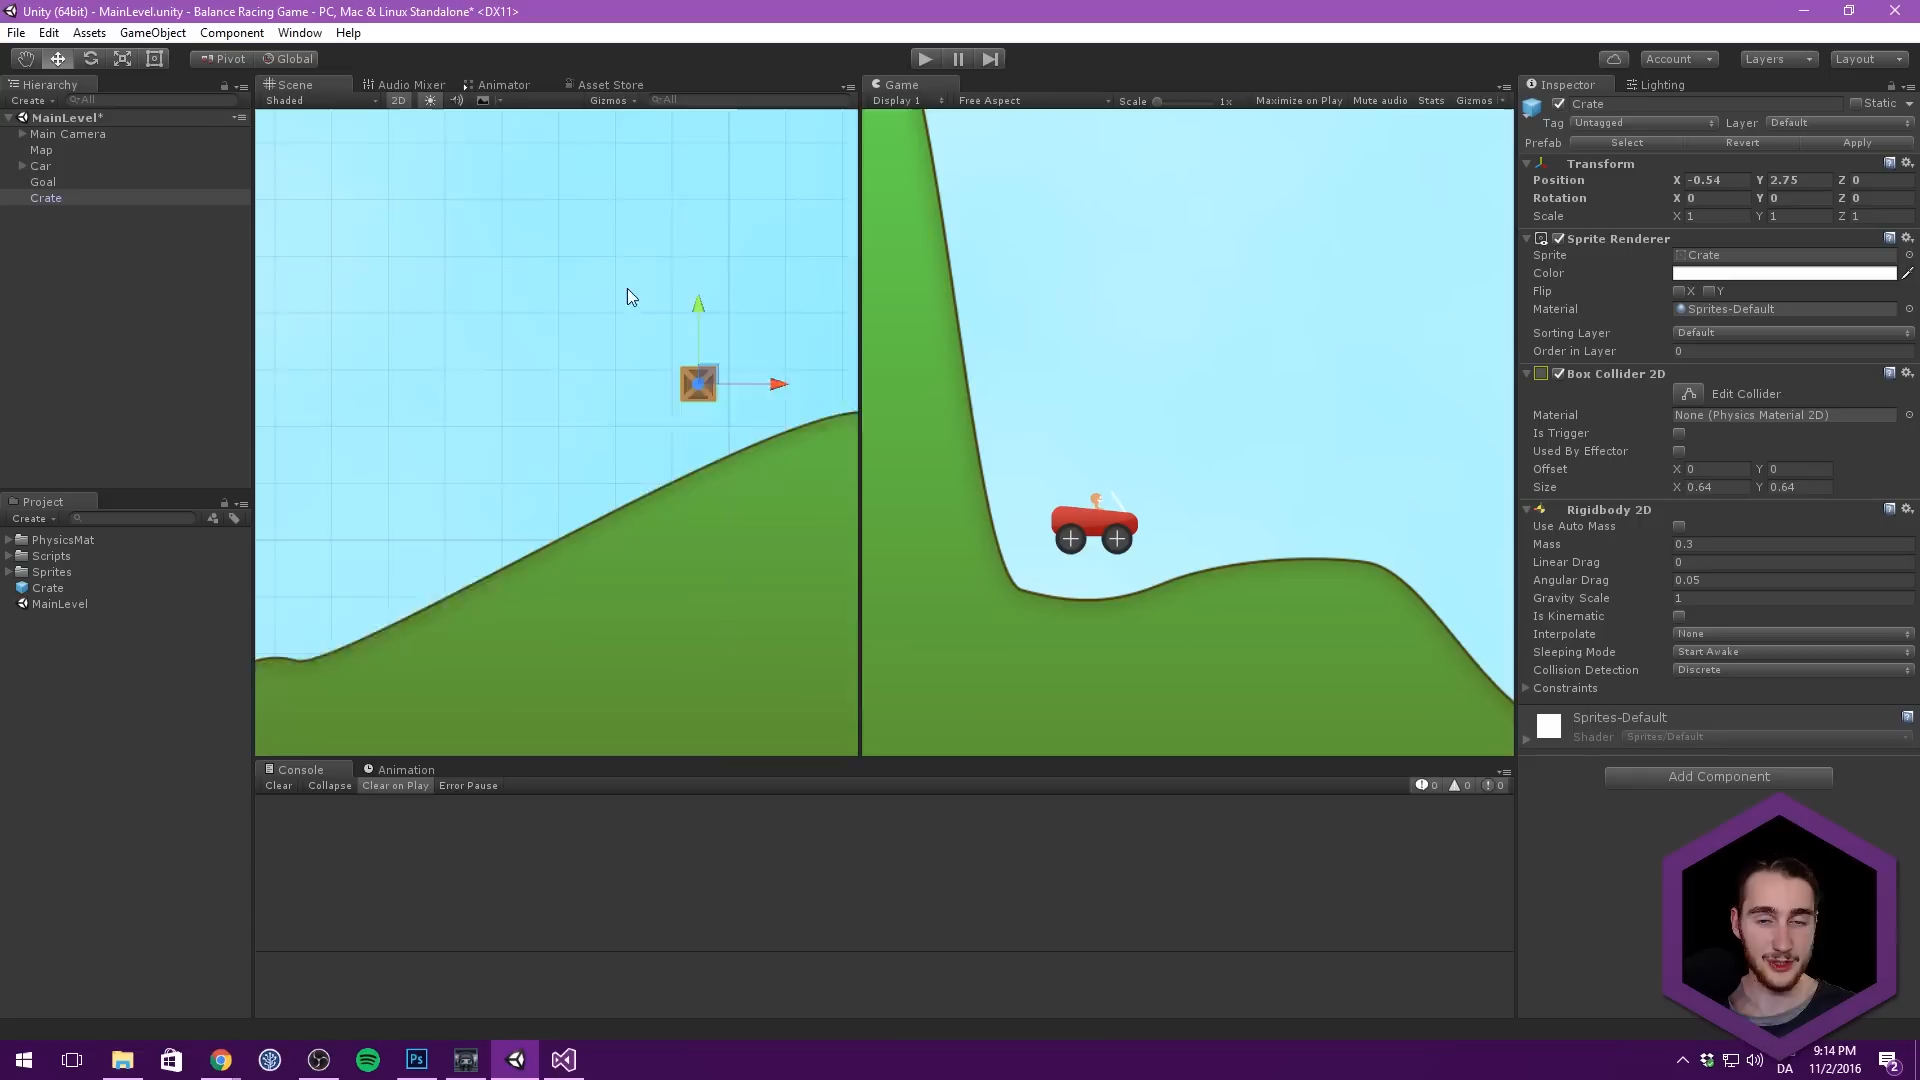 Unity (64bit) - MainLevel.unity - Balance Racing Game - PC, Mac & Linux Standalone* <DX11>
File Edit Assets GameObject Component Window Help
Pivot Global Account Layers Layout
Hierarchy
Create All
MainLevel*
Main Camera
Map
Car
Goal
Crate
Project
Create
PhysicsMat
Scripts
Sprites
Crate
MainLevel
Scene Audio Mixer Animator Asset Store
Shaded 2D Gizmos All
Game
Display 1 Free Aspect Scale 1x Maximize on Play Mute audio Stats Gizmos
Console Animation
Clear Collapse Clear on Play Error Pause 0 0 0
Inspector Lighting
Crate Static
Tag Untagged Layer Default
Prefab Select Revert Apply
Transform
Position X -0.54 Y 2.75 Z 0
Rotation X 0 Y 0 Z 0
Scale X 1 Y 1 Z 1
Sprite Renderer
Sprite Crate
Color
Flip X Y
Material Sprites-Default
Sorting Layer Default
Order in Layer 0
Box Collider 2D
Edit Collider
Material None (Physics Material 2D)
Is Trigger
Used By Effector
Offset X 0 Y 0
Size X 0.64 Y 0.64
Rigidbody 2D
Use Auto Mass
Mass 0.3
Linear Drag 0
Angular Drag 0.05
Gravity Scale 1
Is Kinematic
Interpolate None
Sleeping Mode Start Awake
Collision Detection Discrete
Constraints
Sprites-Default
Shader Sprites/Default
Add Component
Ps
DA
9:14 PM
11/2/2016
2